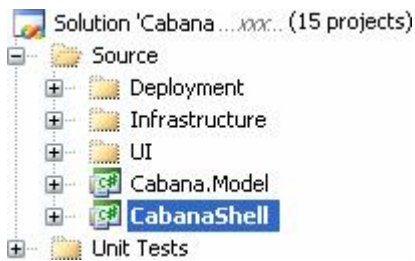 Solution 'Cabana ...xxx.. (15 projects)
Source
Deployment
Infrastructure
UI
Cabana.Model
CabanaShell
Unit Tests